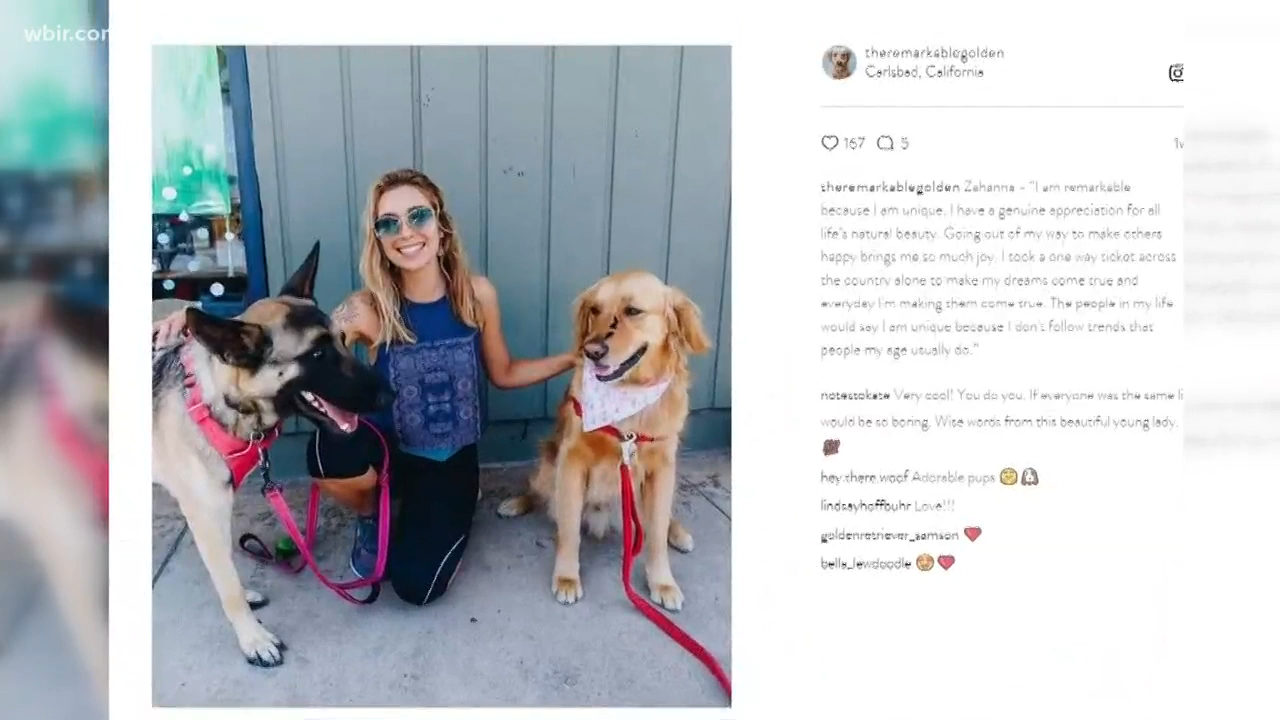 wbir.com
theremarkablegolden
Carlsbad, California
167 5
theremarkablegolden Zahanna - "I am remarkable
because I am unique. I have a genuine appreciation for all
life's natural beauty. Going out of my way to make others
happy brings me so much joy. I took a one way ticket across
the country alone to make my dreams come true and
everyday I'm making them come true. The people in my life
would say I am unique because I don't follow trends that
people my age usually do."
notestokate Very cool! You do you. If everyone was the same li
would be so boring. Wise words from this beautiful young lady.
hey.there.woof Adorable pups
lindsayhoffbuhr Love!!!
goldenretriever_samson
bella_lewdoodle